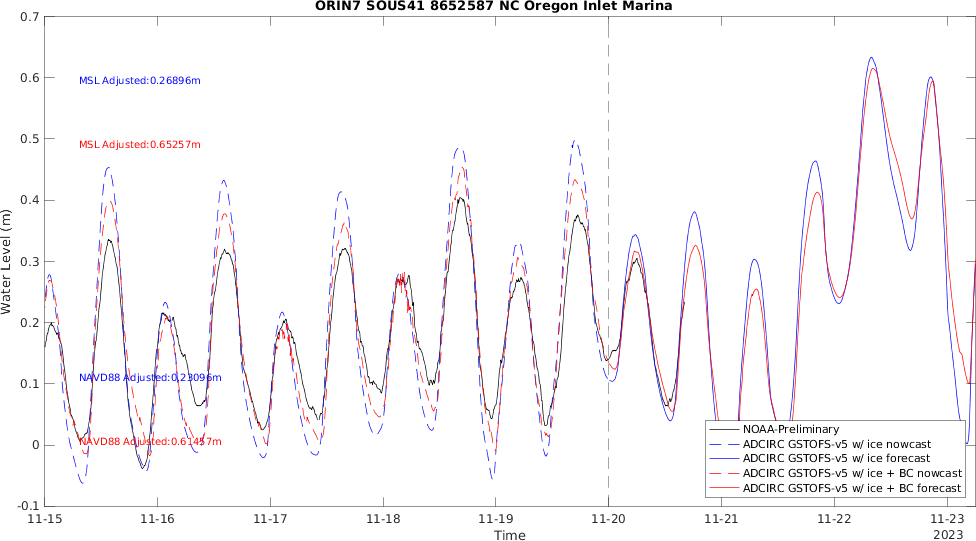 ORIN7 SOUS41 8652587 NC Oregon Inlet Marina
0.7
0.6
0.5
0.4
0.3
0.2
0.1
0
-0.1
Water Level (m)
MSL Adjusted:0.26896m
MSL Adjusted:0.65257m
NAVD88 Adjusted:0.23096m
NAVD88 Adjusted:0.61457m
NOAA-Preliminary
ADCIRC GSTOFS-v5 w/ ice nowcast
ADCIRC GSTOFS-v5 w/ ice forecast
ADCIRC GSTOFS-v5 w/ ice + BC nowcast
ADCIRC GSTOFS-v5 w/ ice + BC forecast
11-15 11-16 11-17 11-18 11-19 11-20 11-21 11-22 11-23
2023
Time